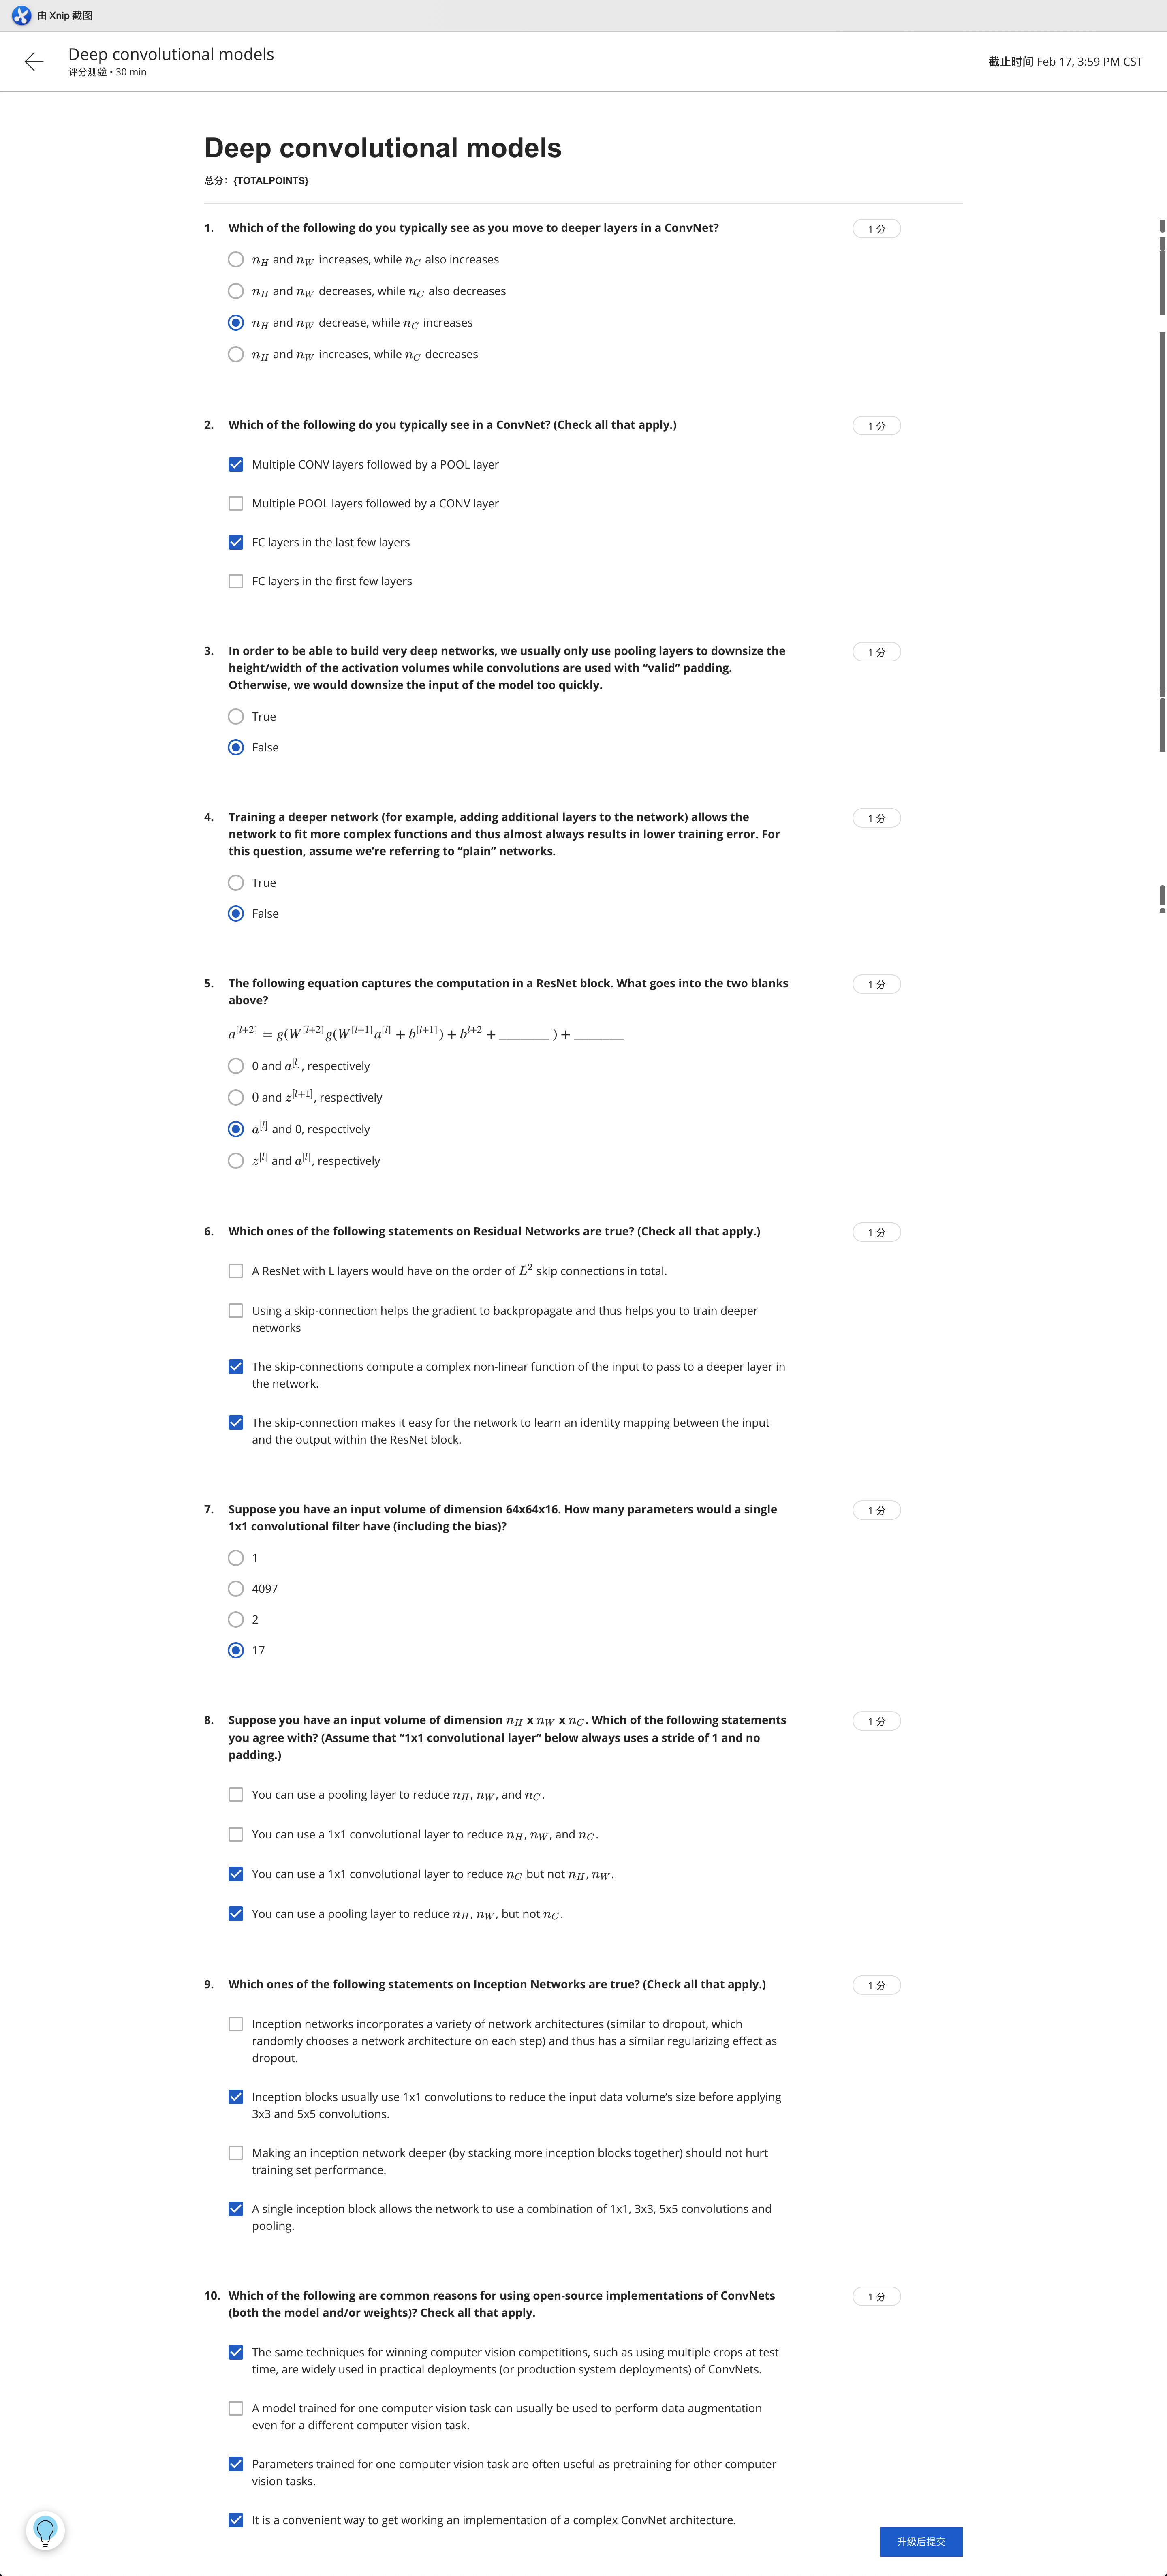 由 Xnip 截图
Deep convolutional models
评分测验 • 30 min
截止时间 Feb 17, 3:59 PM CST
Deep convolutional models
总分: {TOTALPOINTS}
1. Which of the following do you typically see as you move to deeper layers in a ConvNet?
1 分
n_H and n_W increases, while n_C also increases
n_H and n_W decreases, while n_C also decreases
n_H and n_W decrease, while n_C increases
n_H and n_W increases, while n_C decreases
2. Which of the following do you typically see in a ConvNet? (Check all that apply.)
1 分
Multiple CONV layers followed by a POOL layer
Multiple POOL layers followed by a CONV layer
FC layers in the last few layers
FC layers in the first few layers
3. In order to be able to build very deep networks, we usually only use pooling layers to downsize the
height/width of the activation volumes while convolutions are used with “valid” padding.
Otherwise, we would downsize the input of the model too quickly.
1 分
True
False
4. Training a deeper network (for example, adding additional layers to the network) allows the
network to fit more complex functions and thus almost always results in lower training error. For
this question, assume we’re referring to “plain” networks.
1 分
True
False
5. The following equation captures the computation in a ResNet block. What goes into the two blanks
above?
1 分
a^[l+2] = g(W^[l+2] g(W^[l+1] a^[l] + b^[l+1]) + b^l+2 + _______ ) + _______
0 and a^[l], respectively
0 and z^[l+1], respectively
a^[l] and 0, respectively
z^[l] and a^[l], respectively
6. Which ones of the following statements on Residual Networks are true? (Check all that apply.)
1 分
A ResNet with L layers would have on the order of L² skip connections in total.
Using a skip-connection helps the gradient to backpropagate and thus helps you to train deeper
networks
The skip-connections compute a complex non-linear function of the input to pass to a deeper layer in
the network.
The skip-connection makes it easy for the network to learn an identity mapping between the input
and the output within the ResNet block.
7. Suppose you have an input volume of dimension 64x64x16. How many parameters would a single
1x1 convolutional filter have (including the bias)?
1 分
1
4097
2
17
8. Suppose you have an input volume of dimension n_H x n_W x n_C. Which of the following statements
you agree with? (Assume that “1x1 convolutional layer” below always uses a stride of 1 and no
padding.)
1 分
You can use a pooling layer to reduce n_H, n_W, and n_C.
You can use a 1x1 convolutional layer to reduce n_H, n_W, and n_C.
You can use a 1x1 convolutional layer to reduce n_C but not n_H, n_W.
You can use a pooling layer to reduce n_H, n_W, but not n_C.
9. Which ones of the following statements on Inception Networks are true? (Check all that apply.)
1 分
Inception networks incorporates a variety of network architectures (similar to dropout, which
randomly chooses a network architecture on each step) and thus has a similar regularizing effect as
dropout.
Inception blocks usually use 1x1 convolutions to reduce the input data volume’s size before applying
3x3 and 5x5 convolutions.
Making an inception network deeper (by stacking more inception blocks together) should not hurt
training set performance.
A single inception block allows the network to use a combination of 1x1, 3x3, 5x5 convolutions and
pooling.
10. Which of the following are common reasons for using open-source implementations of ConvNets
(both the model and/or weights)? Check all that apply.
1 分
The same techniques for winning computer vision competitions, such as using multiple crops at test
time, are widely used in practical deployments (or production system deployments) of ConvNets.
A model trained for one computer vision task can usually be used to perform data augmentation
even for a different computer vision task.
Parameters trained for one computer vision task are often useful as pretraining for other computer
vision tasks.
It is a convenient way to get working an implementation of a complex ConvNet architecture.
升级后提交